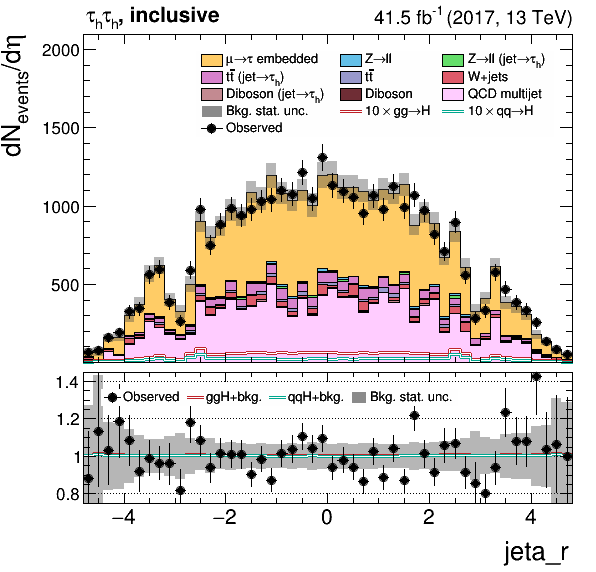 τhτh, inclusive
41.5 fb-1 (2017, 13 TeV)
dNevents/dη
μ→τ embedded
Z→ll
Z→ll (jet→τh)
tt̄ (jet→τh)
tt̄
W+jets
Diboson (jet→τh)
Diboson
QCD multijet
Bkg. stat. unc.
10 × gg→H
10 × qq→H
Observed
2000
1500
1000
500
1.4
1.2
1
0.8
Observed
ggH+bkg.
qqH+bkg.
Bkg. stat. unc.
−4
−2
0
2
4
jeta_r